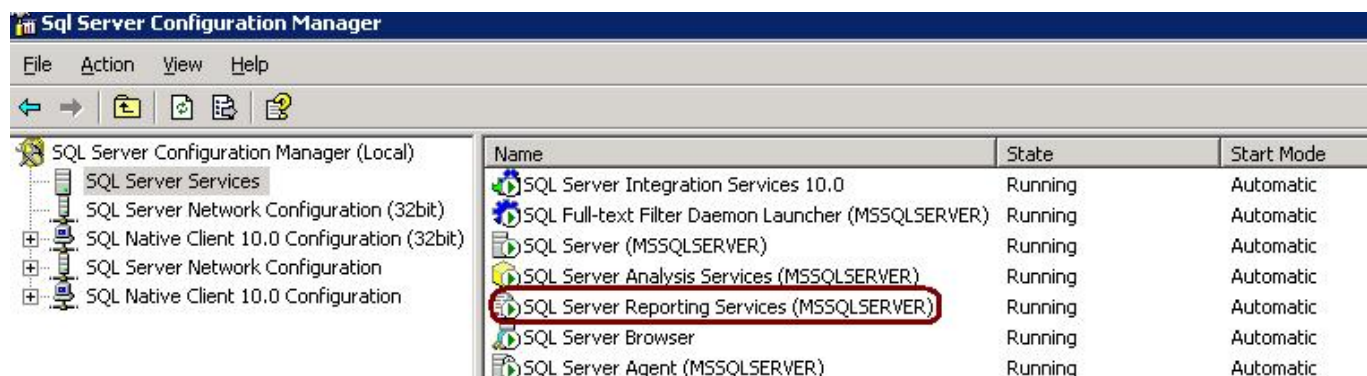 Sql Server Configuration Manager
File Action View Help
SQL Server Configuration Manager (Local)
SQL Server Services
SQL Server Network Configuration (32bit)
SQL Native Client 10.0 Configuration (32bit)
SQL Server Network Configuration
SQL Native Client 10.0 Configuration
Name State Start Mode
SQL Server Integration Services 10.0 Running Automatic
SQL Full-text Filter Daemon Launcher (MSSQLSERVER) Running Automatic
SQL Server (MSSQLSERVER) Running Automatic
SQL Server Analysis Services (MSSQLSERVER) Running Automatic
SQL Server Reporting Services (MSSQLSERVER) Running Automatic
SQL Server Browser Running Automatic
SQL Server Agent (MSSQLSERVER) Running Automatic